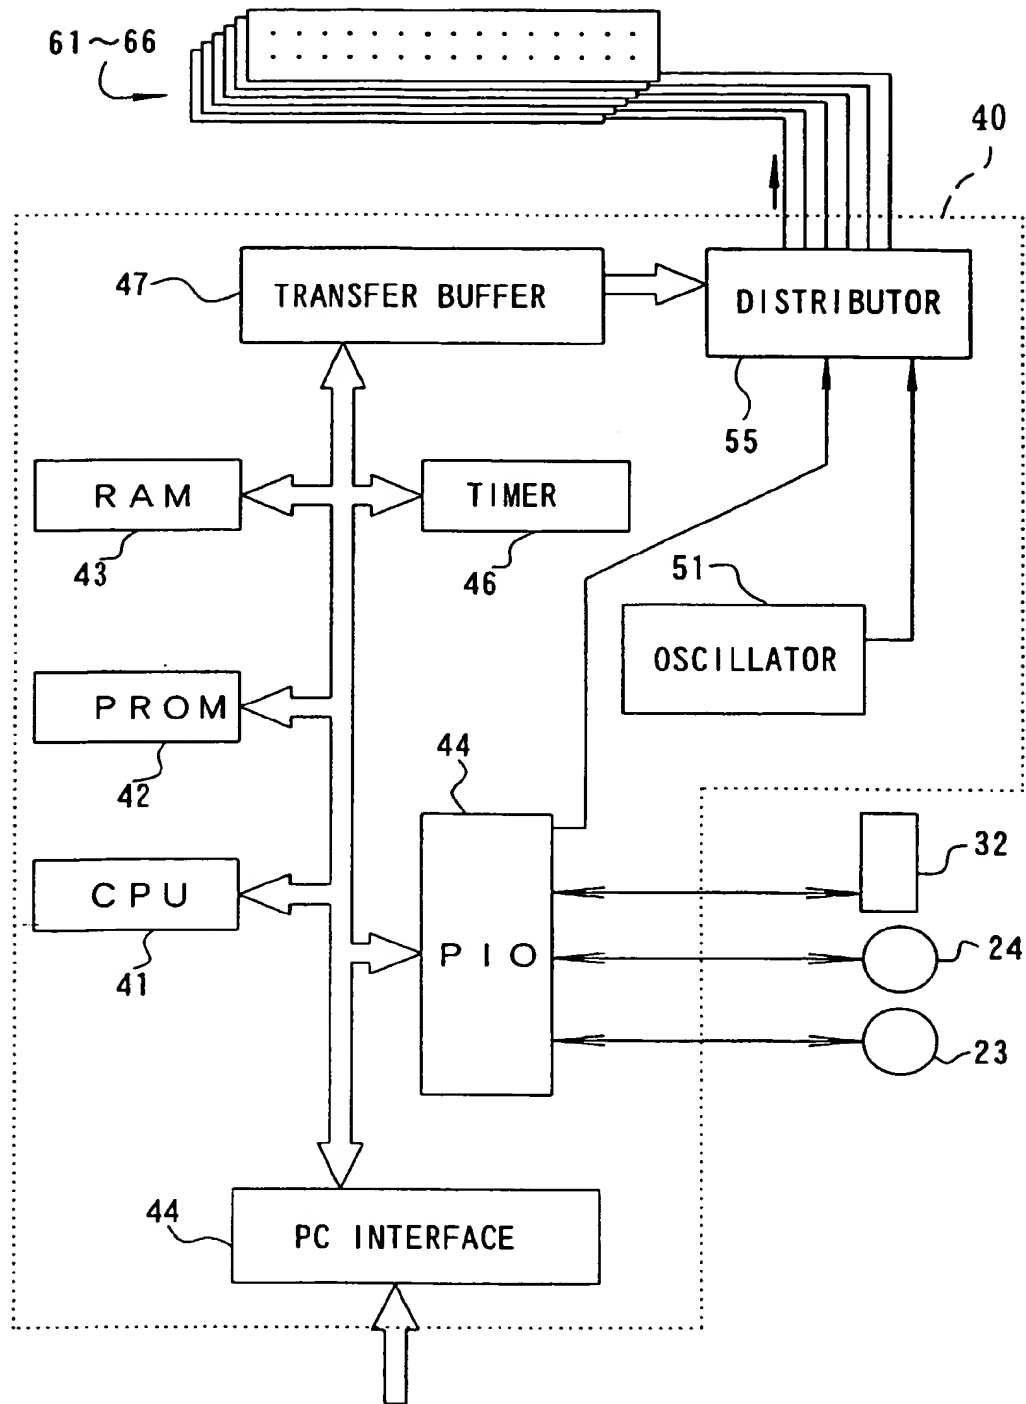 61~66
40
47
TRANSFER BUFFER
DISTRIBUTOR
55
RAM
43
TIMER
46
51
OSCILLATOR
PROM
42
44
PIO
32
CPU
41
24
23
44
PC INTERFACE